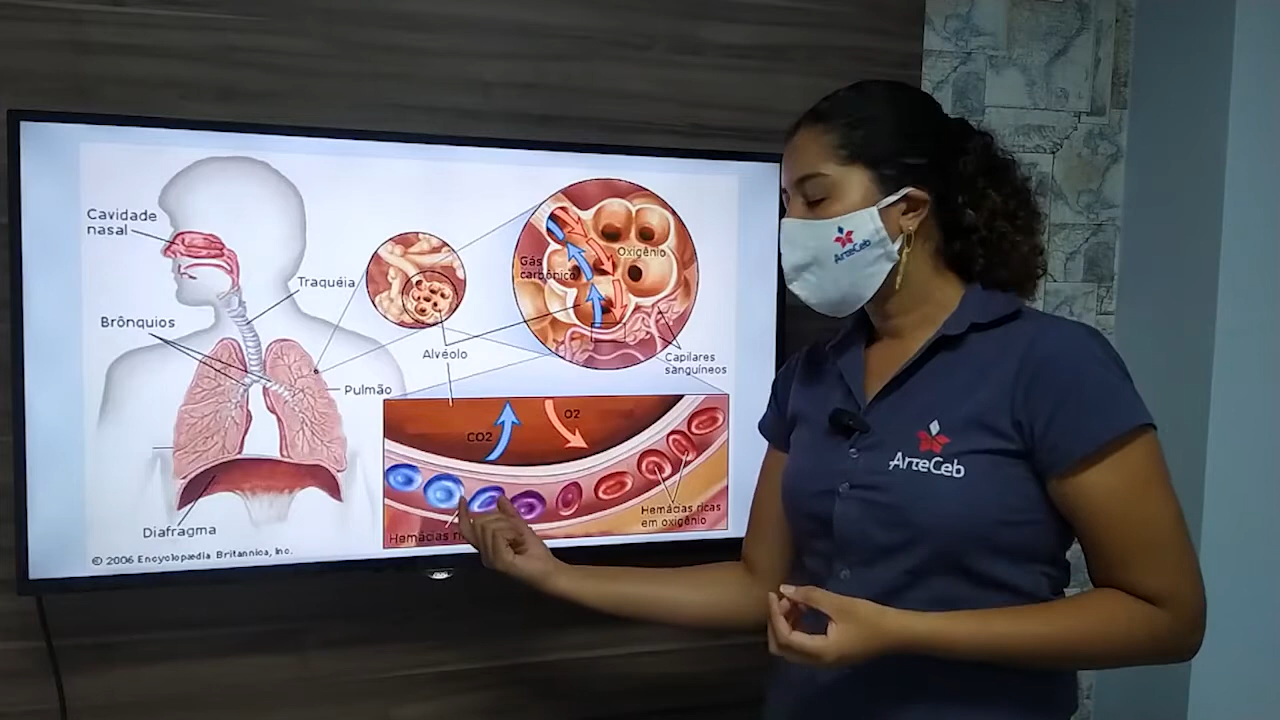 Cavidade
nasal
Traquéia
Brônquios
Alvéolo
Pulmão
Diafragma
© 2006 Encyclopædia Britannica, Inc.
Gás
carbônico
Oxigênio
Capilares
sanguíneos
CO2
O2
Hemácias
Hemácias ricas
em oxigênio
ArteCeb
ArteCeb